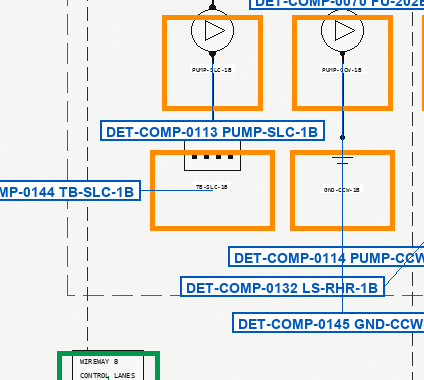 DET-COMP-0070 PU-202B
PUMP-SLC-1B
PUMP-CCW-1B
DET-COMP-0113 PUMP-SLC-1B
MP-0144 TB-SLC-1B
TB-SLC-1B
GND-CCW-1B
DET-COMP-0114 PUMP-CCW
DET-COMP-0132 LS-RHR-1B
DET-COMP-0145 GND-CCW
WIREWAY B
CONTROL LANES